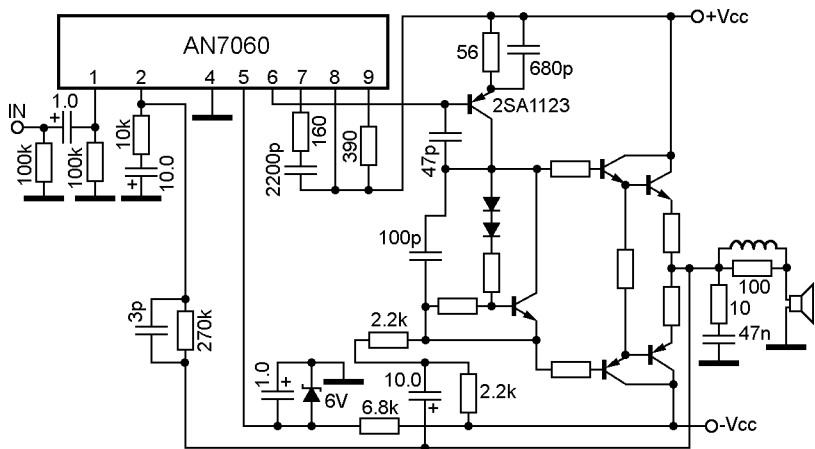 AN7060
1 2 4 5 6 7 8 9
+Vcc
56
680p
2SA1123
IN
1.0
100k
100k
10k
10.0
2200p
160
390
47p
100p
3p
270k
2.2k
1.0
6V
10.0
2.2k
6.8k
100
10
47n
-Vcc